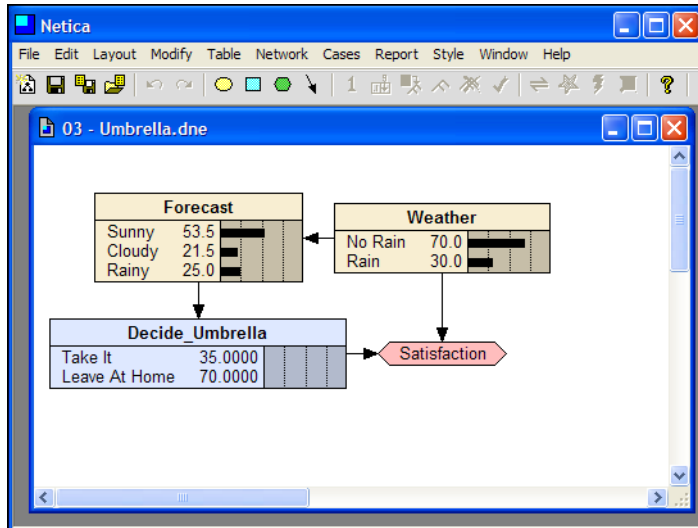 Netica
File Edit Layout Modify Table Network Cases Report Style Window Help
1 ?
03 - Umbrella.dne
Forecast
Sunny 53.5
Cloudy 21.5
Rainy 25.0
Weather
No Rain 70.0
Rain 30.0
Decide_Umbrella
Take It 35.0000
Leave At Home 70.0000
Satisfaction